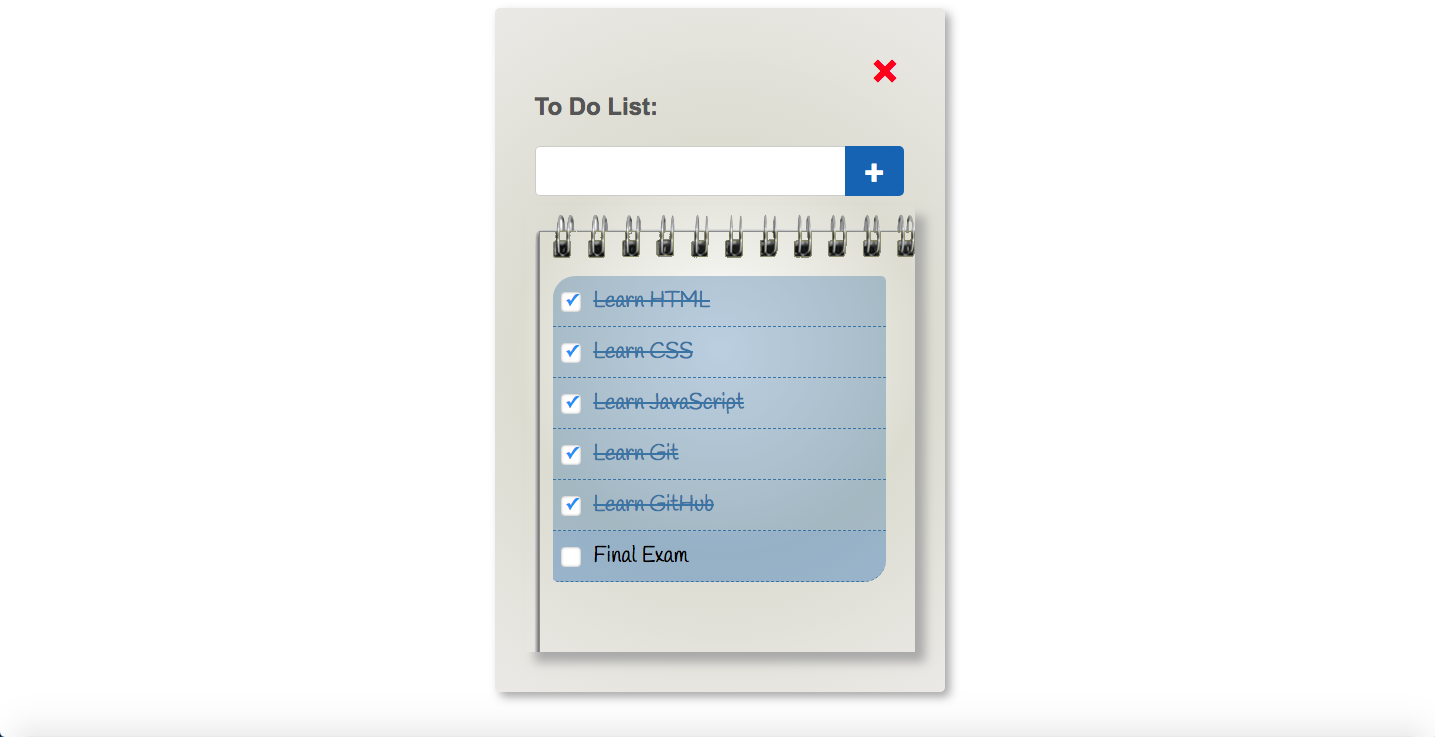 To Do List:
Learn HTML
Learn CSS
Learn JavaScript
Learn Git
Learn GitHub
Final Exam